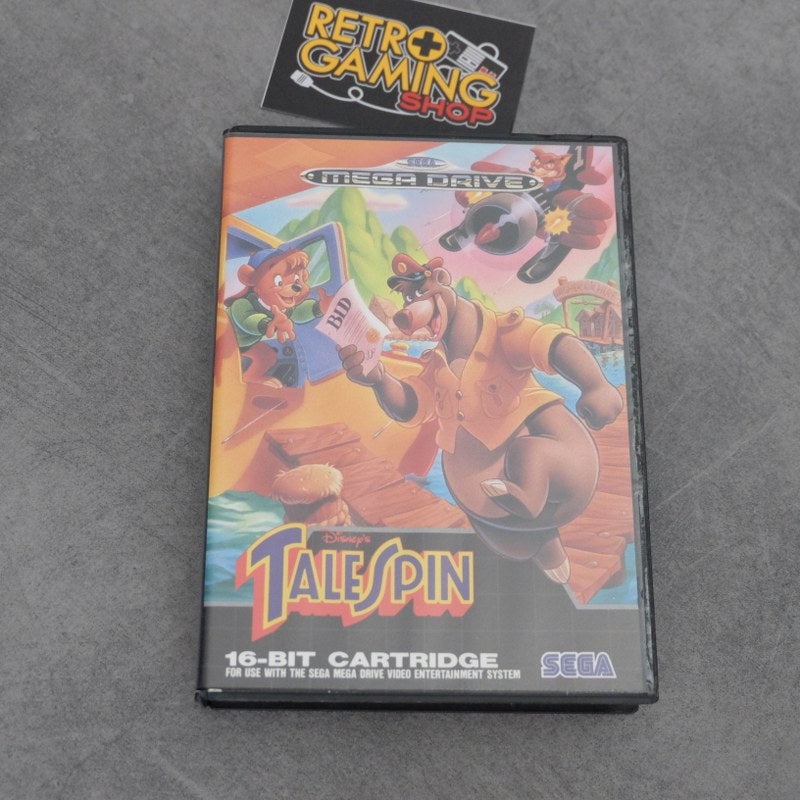 RETRO
GAMING
SHOP
SEGA
MEGA DRIVE
BID
Disney's
TALESPIN
16-BIT CARTRIDGE
FOR USE WITH THE SEGA MEGA DRIVE VIDEO ENTERTAINMENT SYSTEM
SEGA